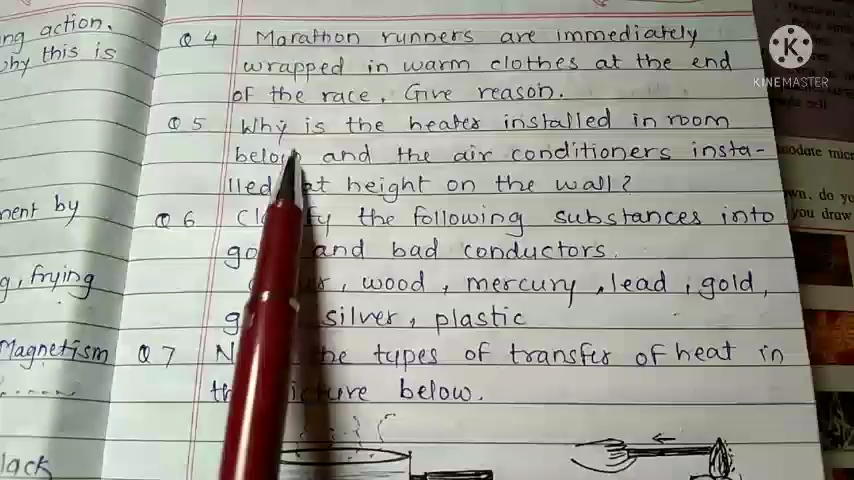 ng action.
why this is
ment by
g, frying
Magnetism
lack
Q 4 Marathon runners are immediately
wrapped in warm clothes at the end
of the race. Give reason.
Q 5 Why is the heater installed in room
below and the air conditioners insta-
lled at height on the wall?
Q 6 the following substances into
and bad conductors.
, wood, mercury, lead, gold,
silver, plastic
Q 7 the types of transfer of heat in
below.
K
KINEMASTER